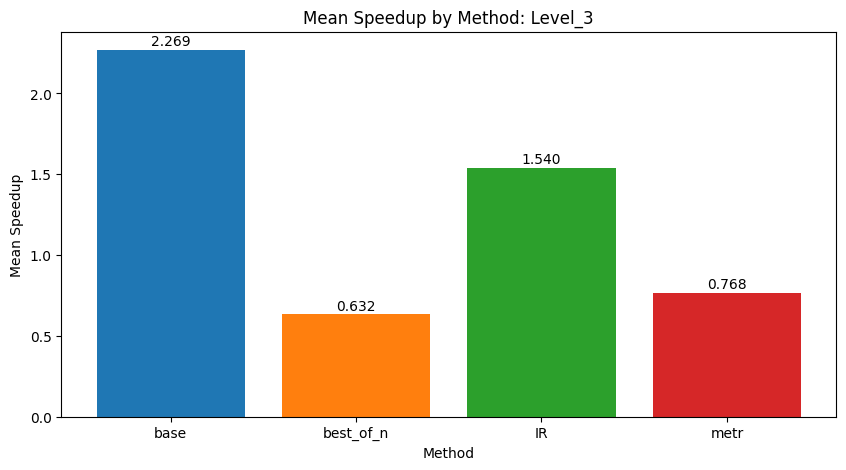 Mean Speedup by Method: Level_3
2.269
0.632
1.540
0.768
Mean Speedup
2.0
1.5
1.0
0.5
0.0
base best_of_n IR metr
Method